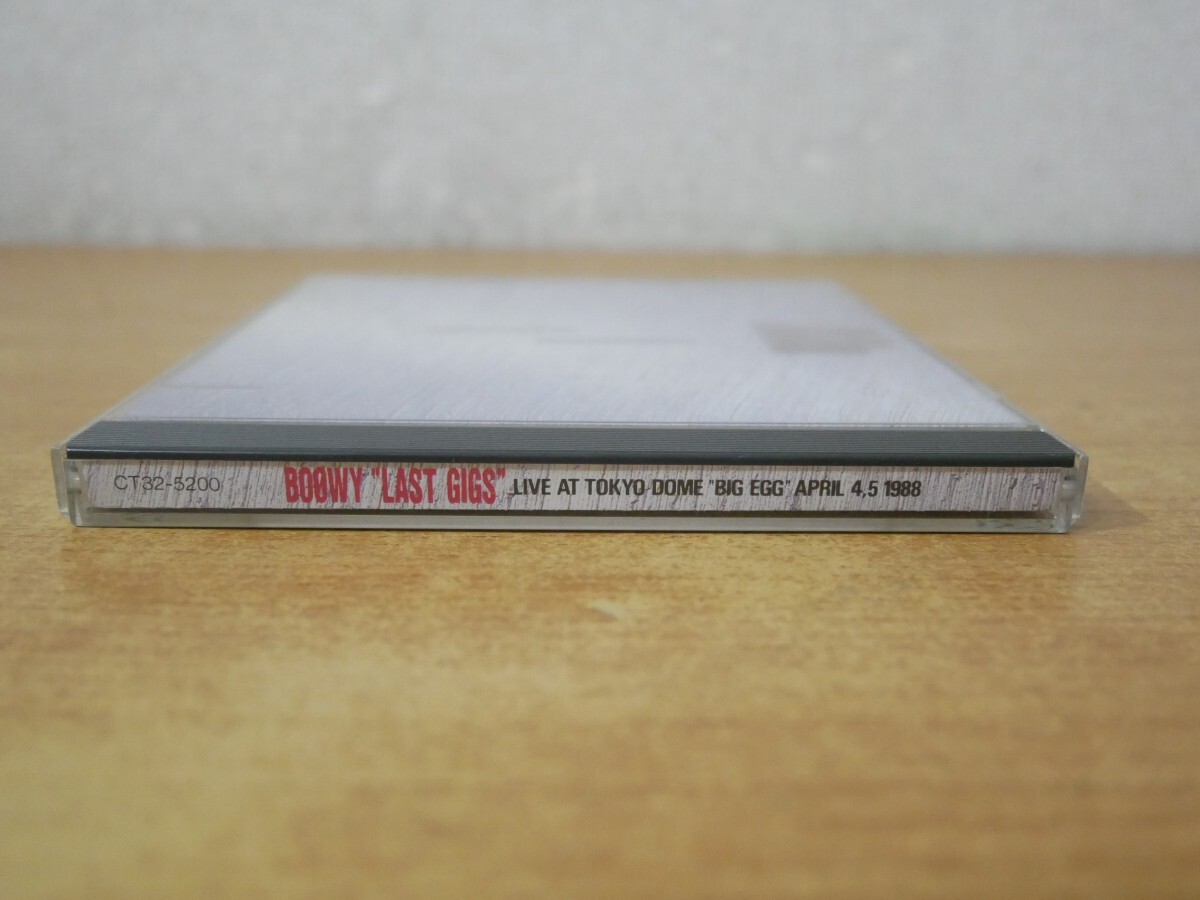 CT32-5200 BOØWY "LAST GIGS" LIVE AT TOKYO DOME "BIG EGG" APRIL 4,5 1988